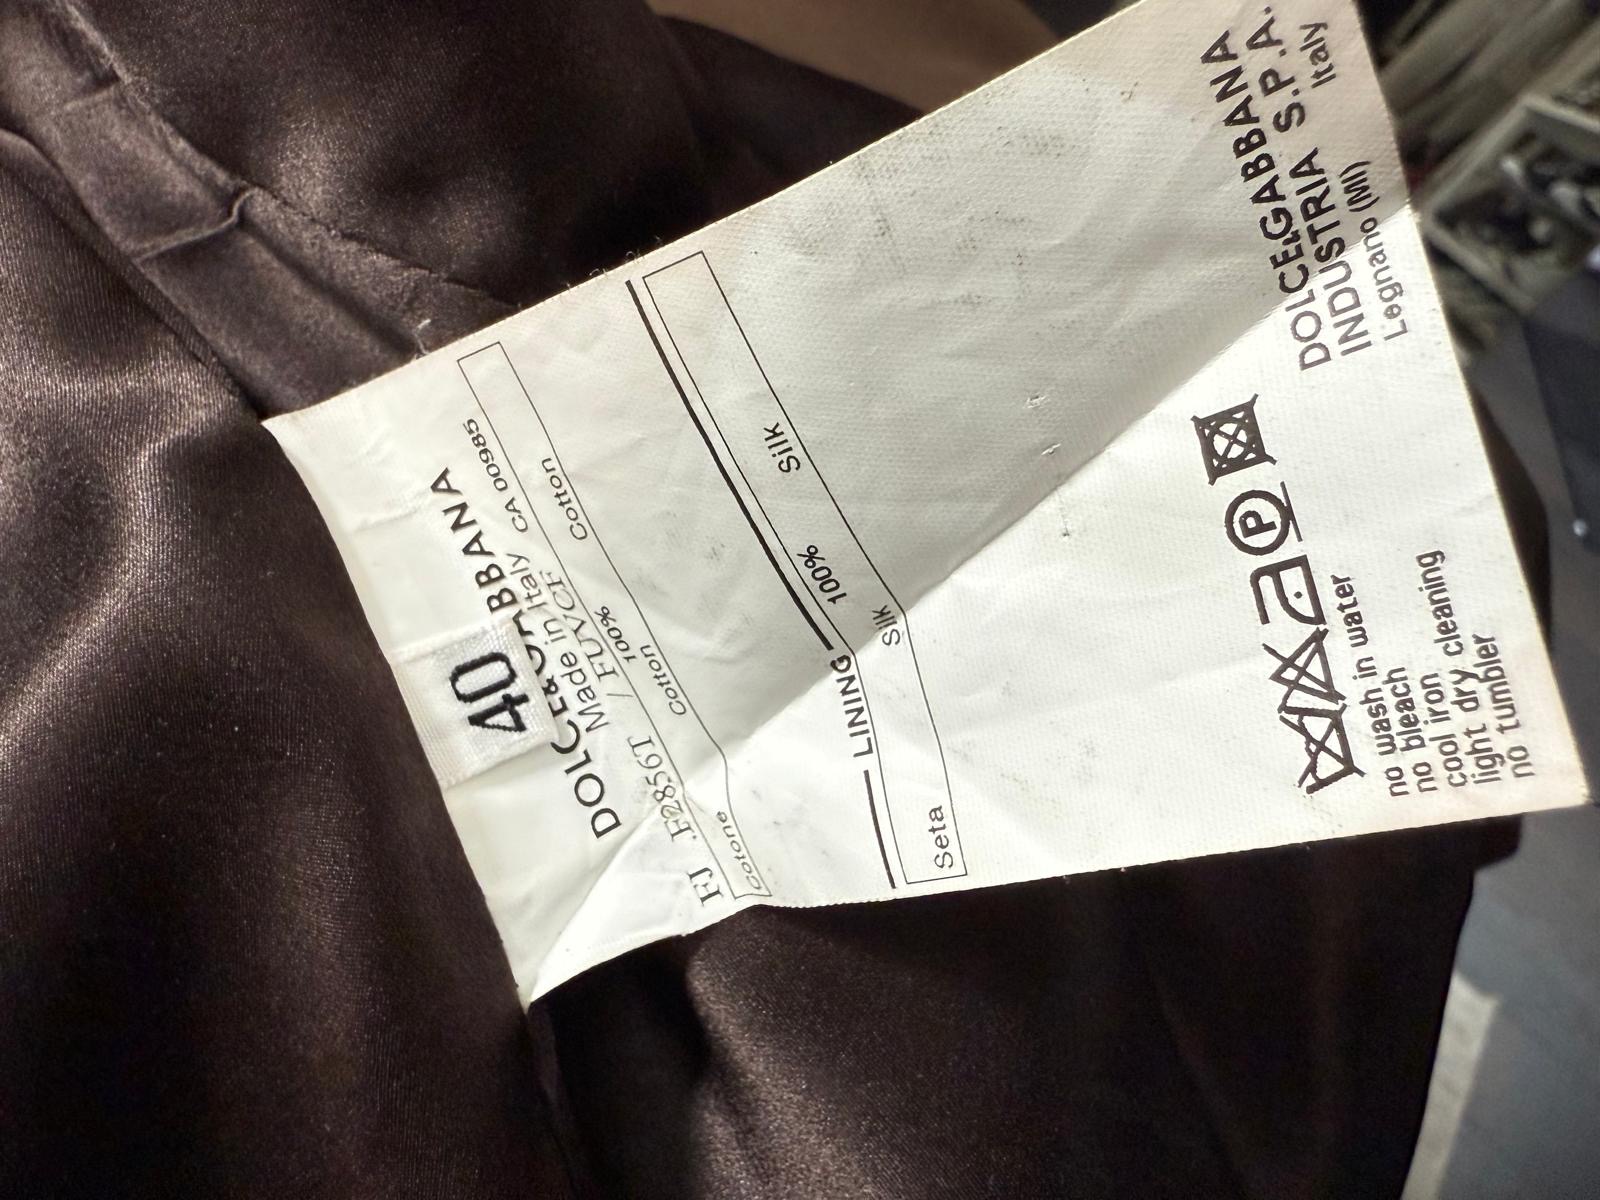 40
DOLCE&GABBANA
Made in Italy CA 00985
FJ .F2856T / FUVCF
100%
Cotone Cotton Cotton
LINING
100%
Seta Silk Silk
P
no wash in water
no bleach
cool iron
light dry cleaning
no tumbler
DOLCE&GABBANA
INDUSTRIA S.P.A.
Legnano (MI) Italy